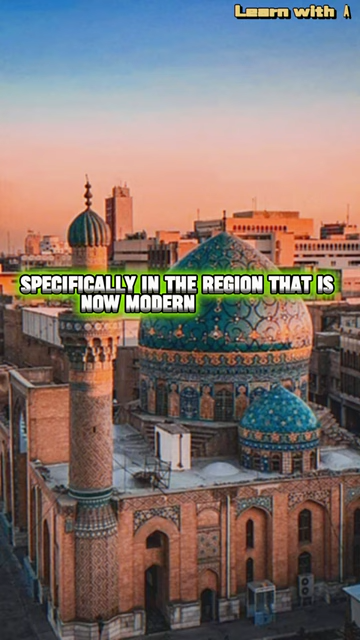 Learn with A
SPECIFICALLY IN THE REGION THAT IS
NOW MODERN